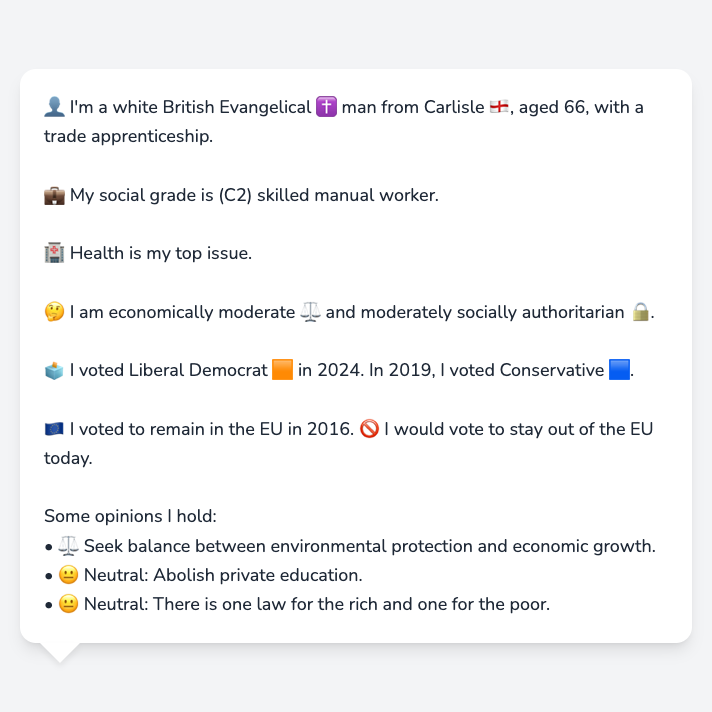 👤 I'm a white British Evangelical ✝️ man from Carlisle 🏴󠁧󠁢󠁥󠁮󠁧󠁿, aged 66, with a
trade apprenticeship.
💼 My social grade is (C2) skilled manual worker.
🏥 Health is my top issue.
🤔 I am economically moderate ⚖️ and moderately socially authoritarian 🔒.
🗳️ I voted Liberal Democrat 🟧 in 2024. In 2019, I voted Conservative 🟦.
🇪🇺 I voted to remain in the EU in 2016. 🚫 I would vote to stay out of the EU
today.
Some opinions I hold:
• ⚖️ Seek balance between environmental protection and economic growth.
• 😐 Neutral: Abolish private education.
• 😐 Neutral: There is one law for the rich and one for the poor.